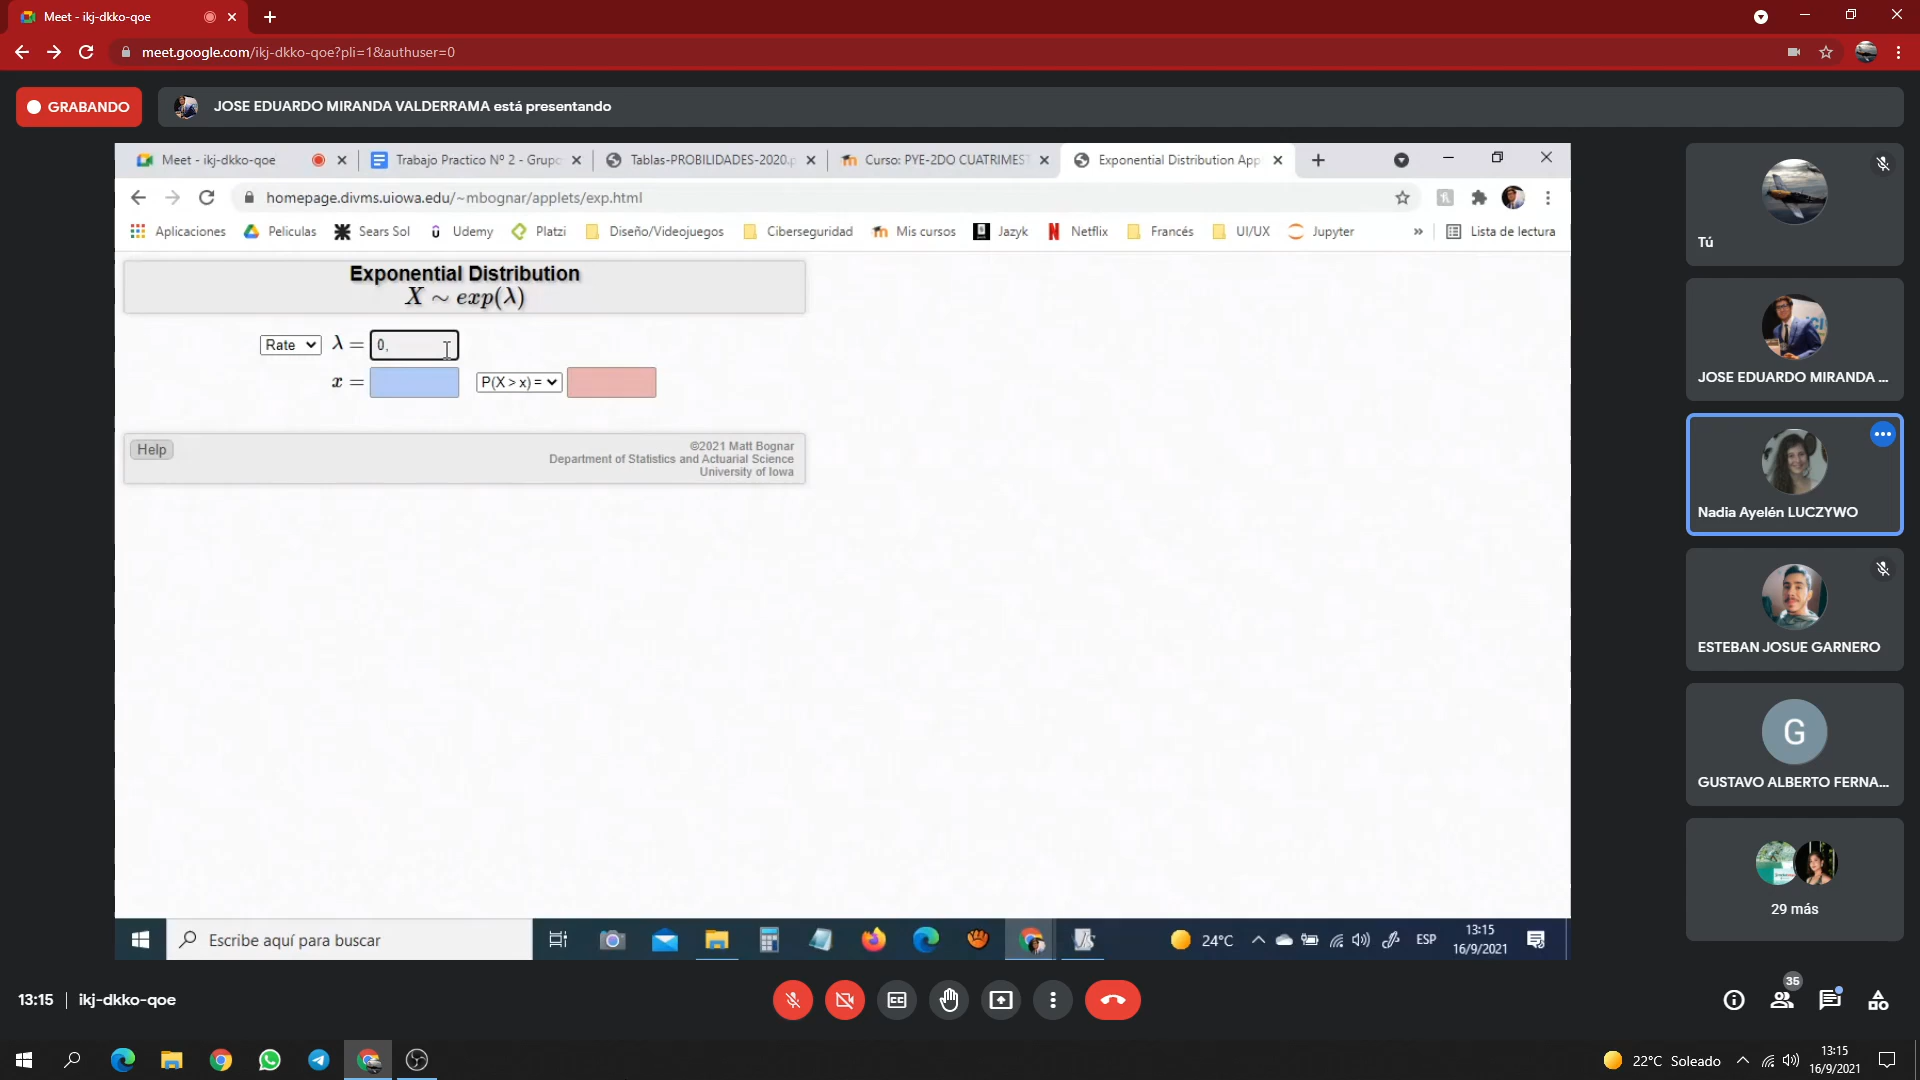 Meet - ikj-dkko-qoe
meet.google.com/ikj-dkko-qoe?pli=1&authuser=0
GRABANDO
JOSE EDUARDO MIRANDA VALDERRAMA está presentando
Meet - ikj-dkko-qoe
Trabajo Practico Nº 2 - Grupo
Tablas-PROBILIDADES-2020.p
Curso: PYE-2DO CUATRIMEST
Exponential Distribution App
homepage.divms.uiowa.edu/~mbognar/applets/exp.html
Aplicaciones
Peliculas
Sears Sol
Udemy
Platzi
Diseño/Videojuegos
Ciberseguridad
Mis cursos
Jazyk
Netflix
Francés
UI/UX
Jupyter
»
Lista de lectura
Exponential Distribution
X ~ exp(λ)
Rate λ = 0,
x = P(X > x) =
Help
©2021 Matt Bognar
Department of Statistics and Actuarial Science
University of Iowa
Tú
JOSE EDUARDO MIRANDA ...
Nadia Ayelén LUCZYWO
ESTEBAN JOSUE GARNERO
G
GUSTAVO ALBERTO FERNA...
29 más
Escribe aquí para buscar
24°C
ESP
13:15
16/9/2021
13:15 | ikj-dkko-qoe
35
22°C Soleado
13:15
16/9/2021